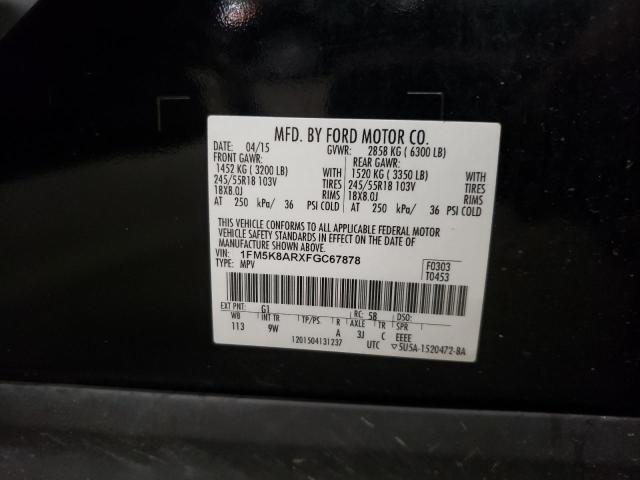 MFD. BY FORD MOTOR CO.
DATE: 04/15 GVWR: 2858 KG ( 6300 LB)
FRONT GAWR: REAR GAWR:
1452 KG ( 3200 LB) WITH 1520 KG ( 3350 LB) WITH
245/55R18 103V TIRES 245/55R18 103V TIRES
18X8.0J RIMS 18X8.0J RIMS
AT 250 kPa/ 36 PSI COLD AT 250 kPa/ 36 PSI COLD
THIS VEHICLE CONFORMS TO ALL APPLICABLE FEDERAL MOTOR
VEHICLE SAFETY STANDARDS IN EFFECT ON THE DATE OF
MANUFACTURE SHOWN ABOVE.
VIN: 1FM5K8ARXFGC67878 F0303
TYPE: MPV T0453
EXT PNT: G1 RC: 58 DSO:
WB INT TR TP/PS R AXLE TR SPR
113 9W A 3J C EEEE
1201504131237 UTC ▽5U5A-1520472-BA